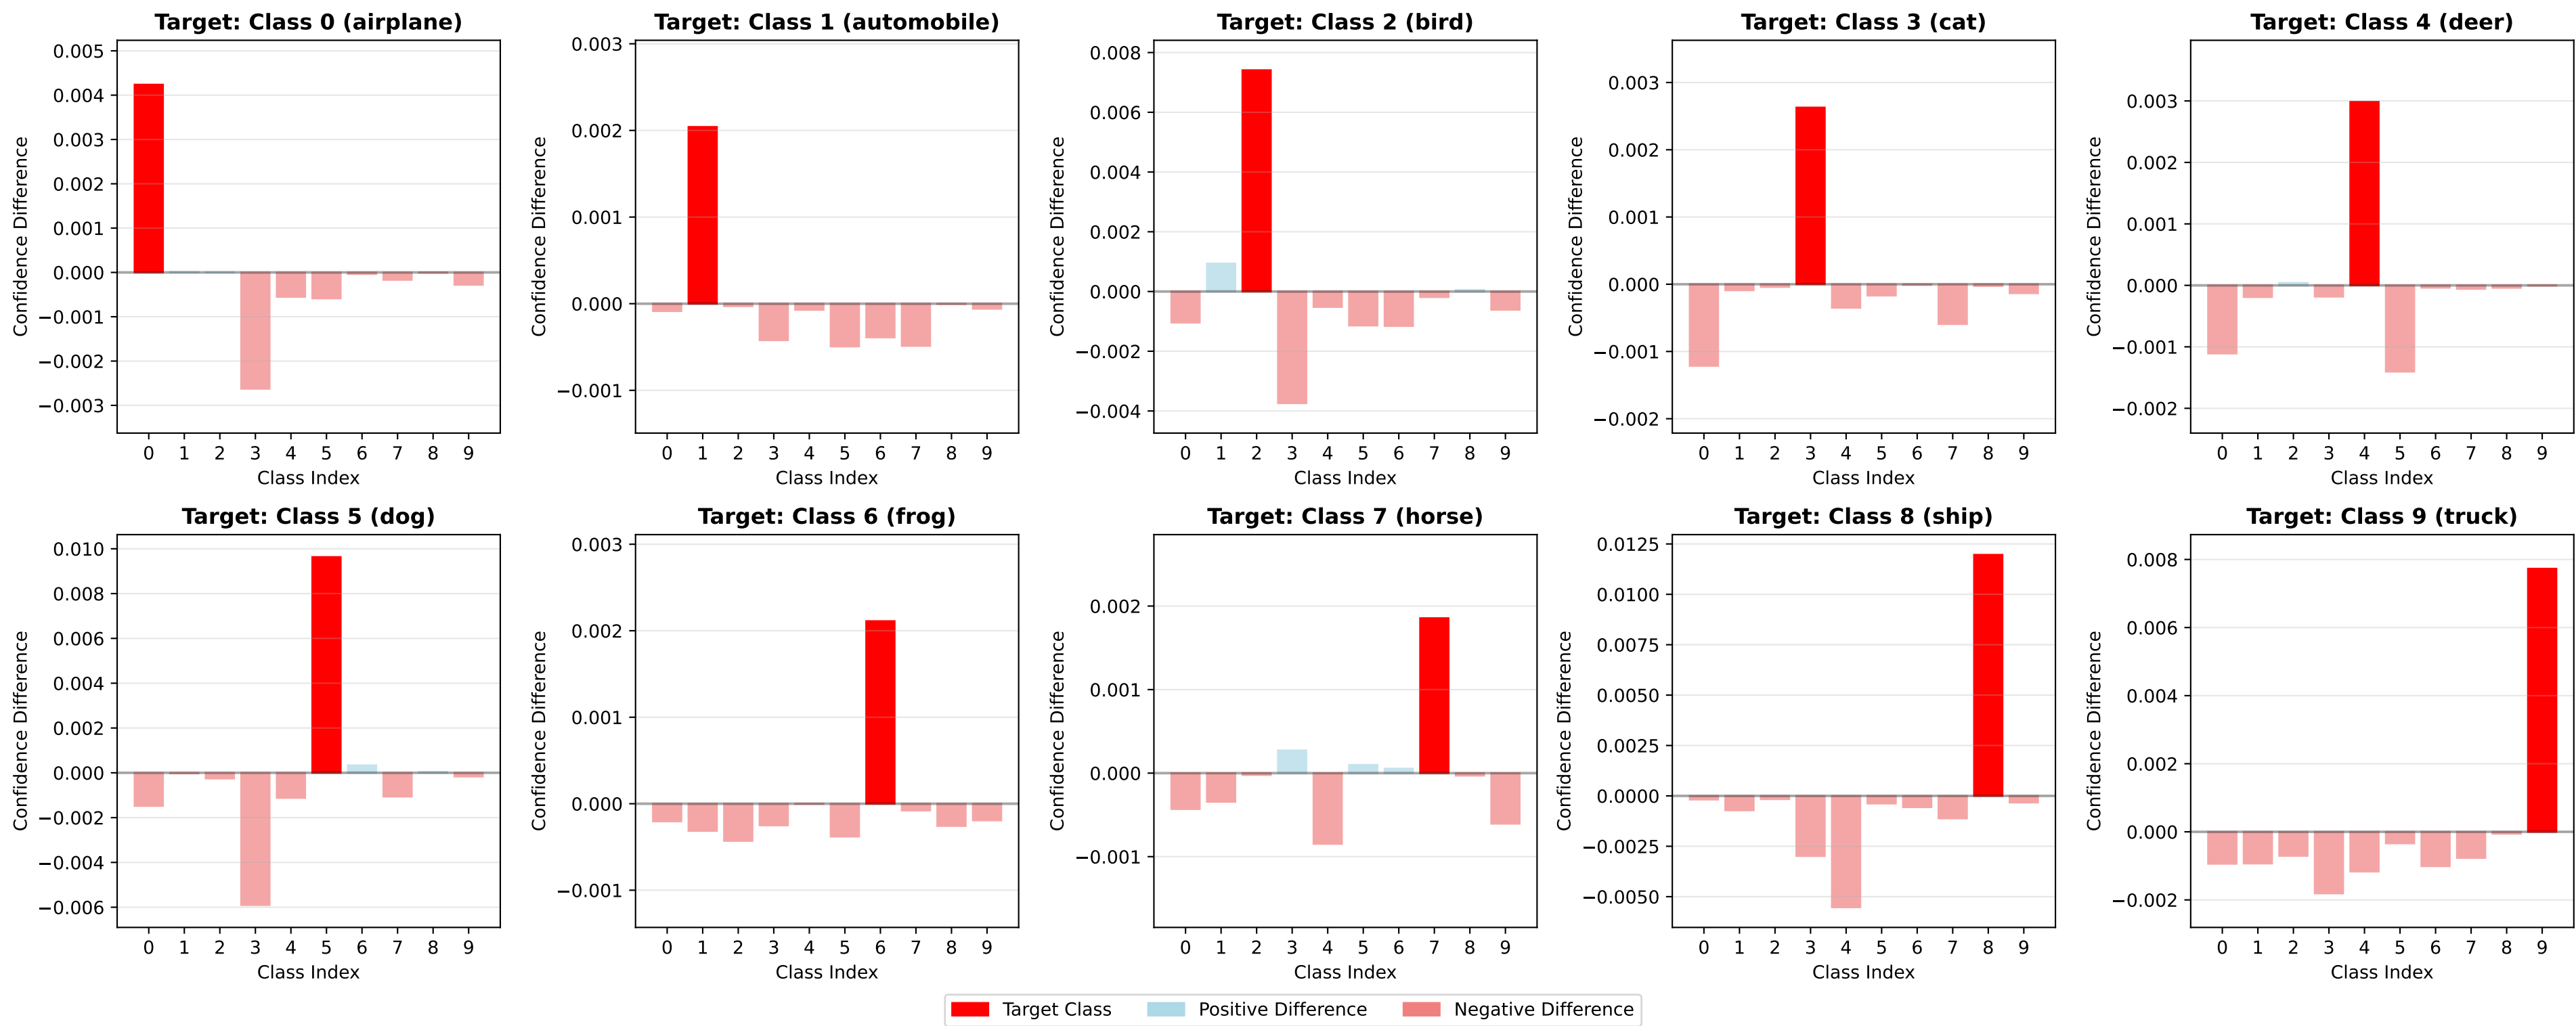 Target: Class 0 (airplane)
Confidence Difference
0.005
0.004
0.003
0.002
0.001
0.000
−0.001
−0.002
−0.003
0 1 2 3 4 5 6 7 8 9
Class Index
Target: Class 1 (automobile)
Confidence Difference
0.003
0.002
0.001
0.000
−0.001
0 1 2 3 4 5 6 7 8 9
Class Index
Target: Class 2 (bird)
Confidence Difference
0.008
0.006
0.004
0.002
0.000
−0.002
−0.004
0 1 2 3 4 5 6 7 8 9
Class Index
Target: Class 3 (cat)
Confidence Difference
0.003
0.002
0.001
0.000
−0.001
−0.002
0 1 2 3 4 5 6 7 8 9
Class Index
Target: Class 4 (deer)
Confidence Difference
0.003
0.002
0.001
0.000
−0.001
−0.002
0 1 2 3 4 5 6 7 8 9
Class Index
Target: Class 5 (dog)
Confidence Difference
0.010
0.008
0.006
0.004
0.002
0.000
−0.002
−0.004
−0.006
0 1 2 3 4 5 6 7 8 9
Class Index
Target: Class 6 (frog)
Confidence Difference
0.003
0.002
0.001
0.000
−0.001
0 1 2 3 4 5 6 7 8 9
Class Index
Target: Class 7 (horse)
Confidence Difference
0.002
0.001
0.000
−0.001
0 1 2 3 4 5 6 7 8 9
Class Index
Target: Class 8 (ship)
Confidence Difference
0.0125
0.0100
0.0075
0.0050
0.0025
0.0000
−0.0025
−0.0050
0 1 2 3 4 5 6 7 8 9
Class Index
Target: Class 9 (truck)
Confidence Difference
0.008
0.006
0.004
0.002
0.000
−0.002
0 1 2 3 4 5 6 7 8 9
Class Index
Target Class
Positive Difference
Negative Difference